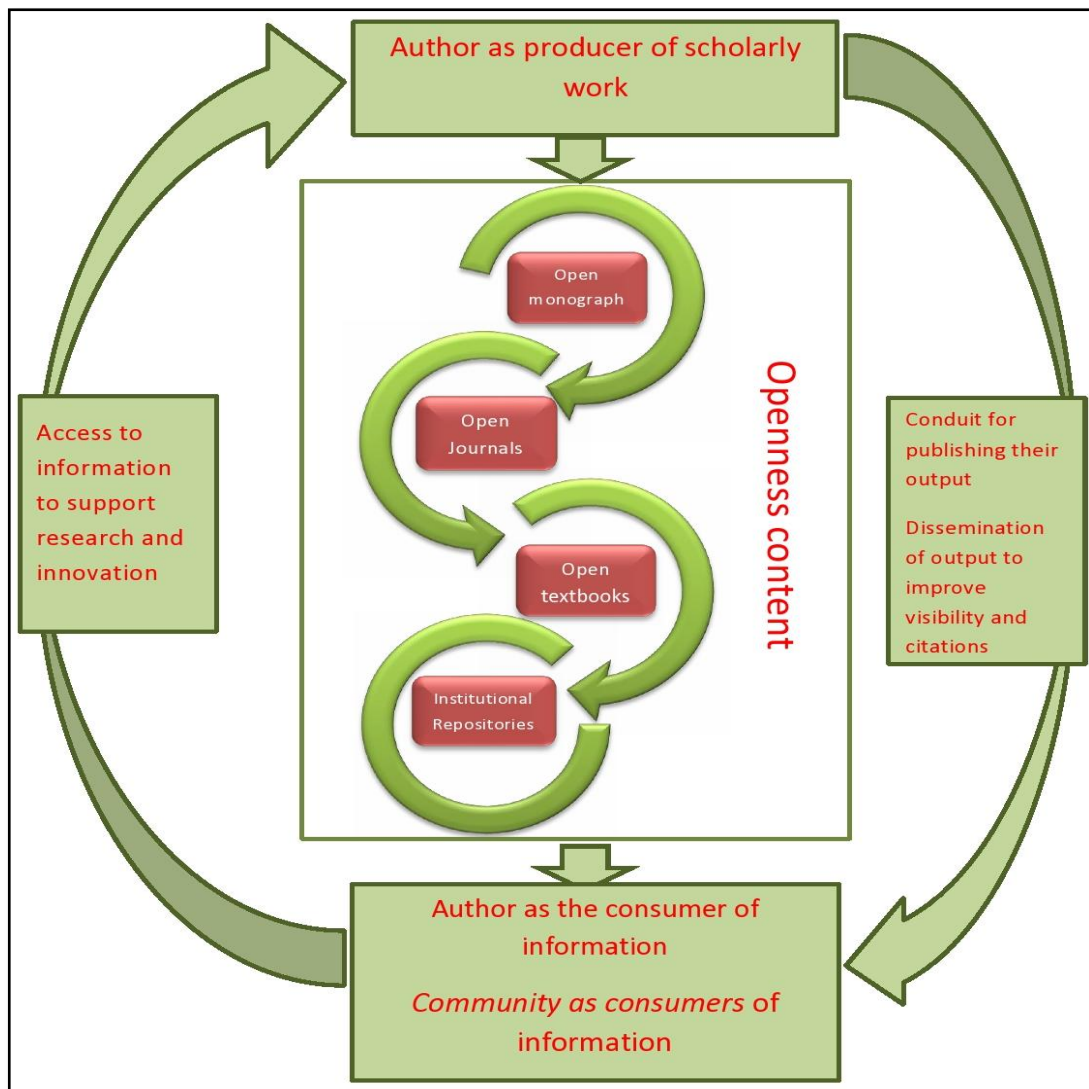 Author as producer of scholarly
work
Open
monograph
Open
Journals
Open
textbooks
Institutional
Repositories
Openness content
Access to
information
to support
research and
innovation
Conduit for
publishing their
output
Dissemination
of output to
improve
visibility and
citations
Author as the consumer of
information
Community as consumers of
information